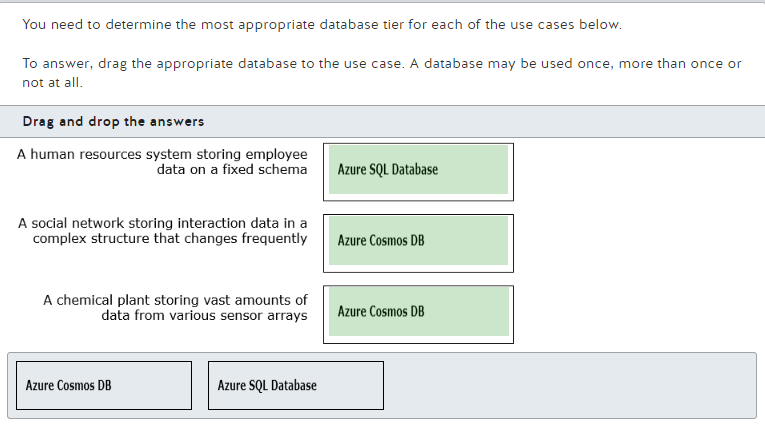 You need to determine the most appropriate database tier for each of the use cases below.
To answer, drag the appropriate database to the use case. A database may be used once, more than once or
not at all.
Drag and drop the answers
A human resources system storing employee
data on a fixed schema
Azure SQL Database
A social network storing interaction data in a
complex structure that changes frequently
Azure Cosmos DB
A chemical plant storing vast amounts of
data from various sensor arrays
Azure Cosmos DB
Azure Cosmos DB
Azure SQL Database